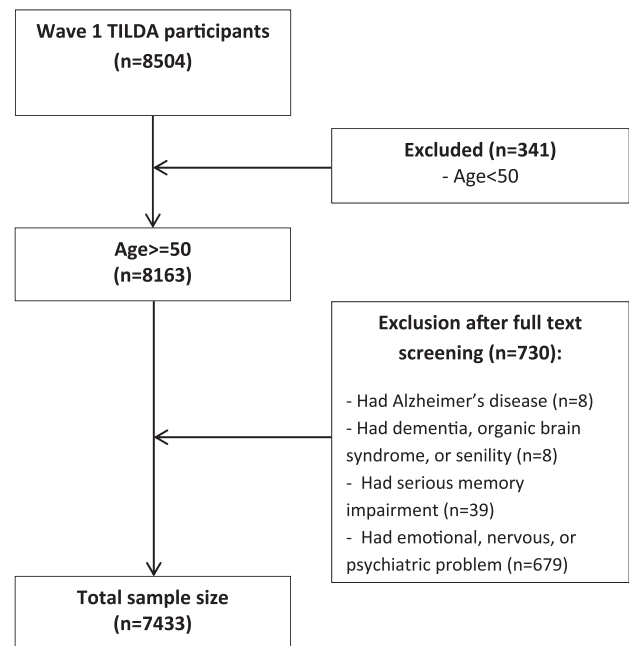 Wave 1 TILDA participants
(n=8504)
Excluded (n=341)
- Age<50
Age>=50
(n=8163)
Exclusion after full text
screening (n=730):
- Had Alzheimer’s disease (n=8)
- Had dementia, organic brain
syndrome, or senility (n=8)
- Had serious memory
impairment (n=39)
- Had emotional, nervous, or
psychiatric problem (n=679)
Total sample size
(n=7433)